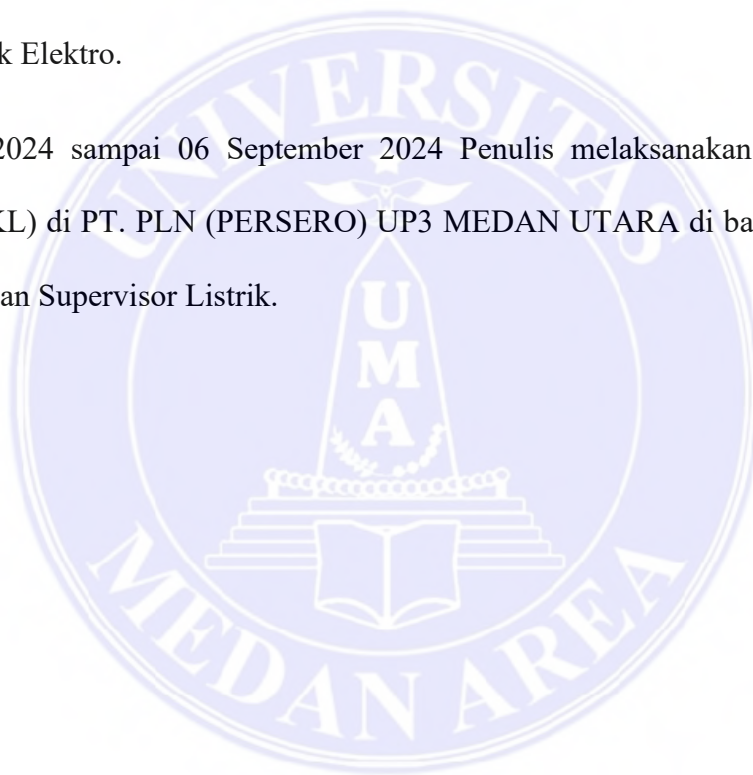 k Elektro.
2024 sampai 06 September 2024 Penulis melaksanakan
KL) di PT. PLN (PERSERO) UP3 MEDAN UTARA di ba
an Supervisor Listrik.
UNIVERSITAS
UMA
MEDAN AREA